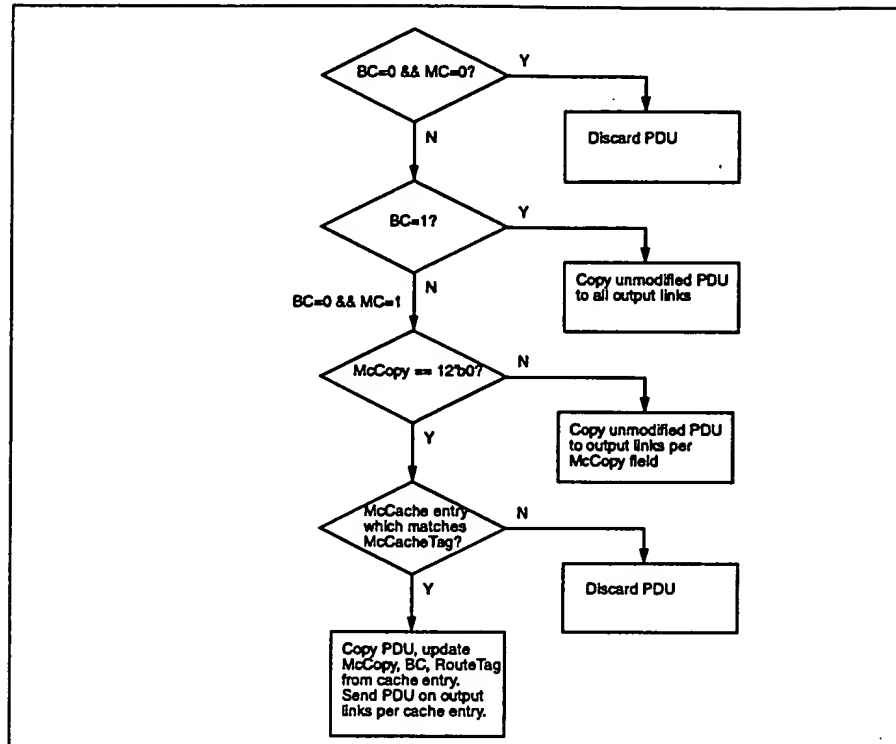 BC=0 && MC=0?
Y
Discard PDU
N
BC=1?
Y
Copy unmodified PDU
to all output links
BC=0 && MC=1
N
McCopy == 12'b0?
N
Copy unmodified PDU
to output links per
McCopy field
Y
McCache entry
which matches
McCacheTag?
N
Discard PDU
Y
Copy PDU, update
McCopy, BC, RouteTag
from cache entry.
Send PDU on output
links per cache entry.